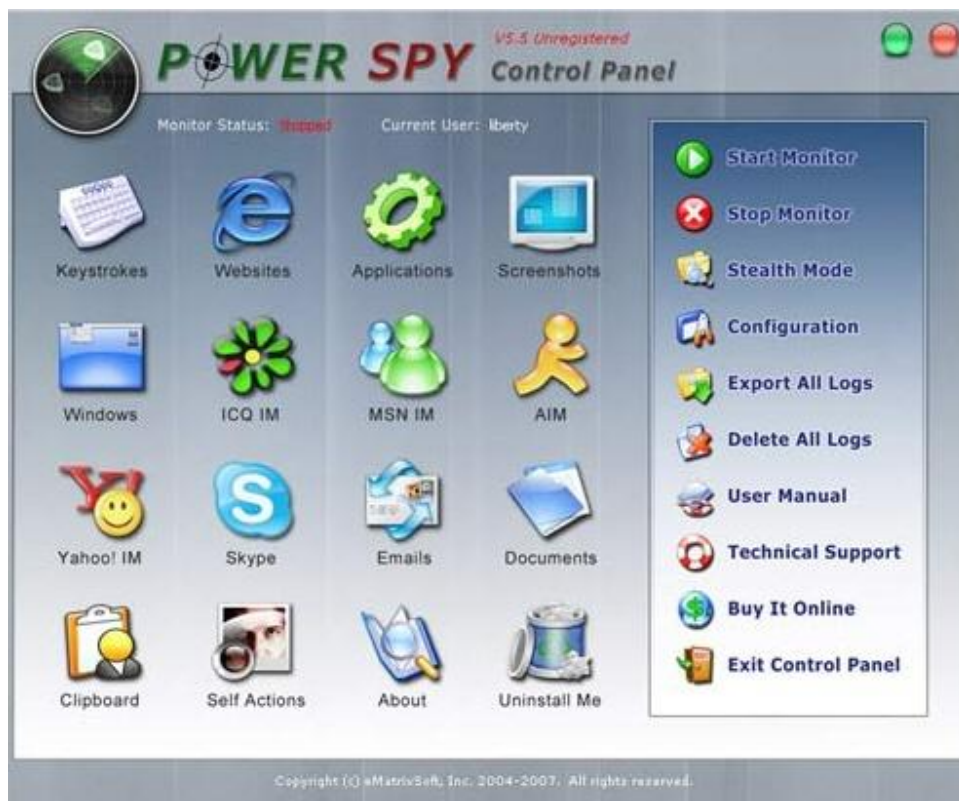 POWER SPY
V5.5 Unregistered
Control Panel
Monitor Status: Stopped
Current User: liberty
Keystrokes
Websites
Applications
Screenshots
Windows
ICQ IM
MSN IM
AIM
Yahoo! IM
Skype
Emails
Documents
Clipboard
Self Actions
About
Uninstall Me
Start Monitor
Stop Monitor
Stealth Mode
Configuration
Export All Logs
Delete All Logs
User Manual
Technical Support
Buy It Online
Exit Control Panel
Copyright (c) eMatrixSoft, Inc. 2004-2007. All rights reserved.